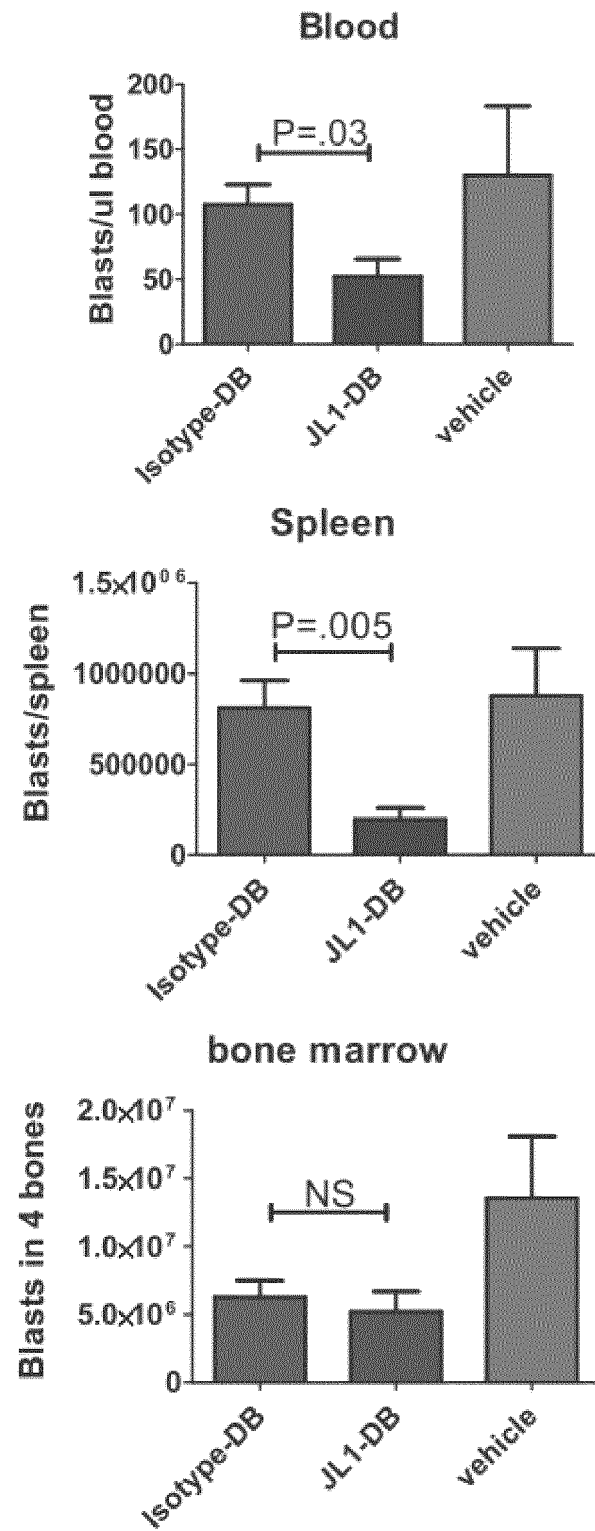 Blood
Blasts/ul blood
200
150
100
50
0
P=.03
Isotype-DB
JL1-DB
vehicle
Spleen
Blasts/spleen
1.5×10⁰⁶
1000000
500000
0
P=.005
Isotype-DB
JL1-DB
vehicle
bone marrow
Blasts in 4 bones
2.0×10⁷
1.5×10⁷
1.0×10⁷
5.0×10⁶
0
NS
Isotype-DB
JL1-DB
vehicle